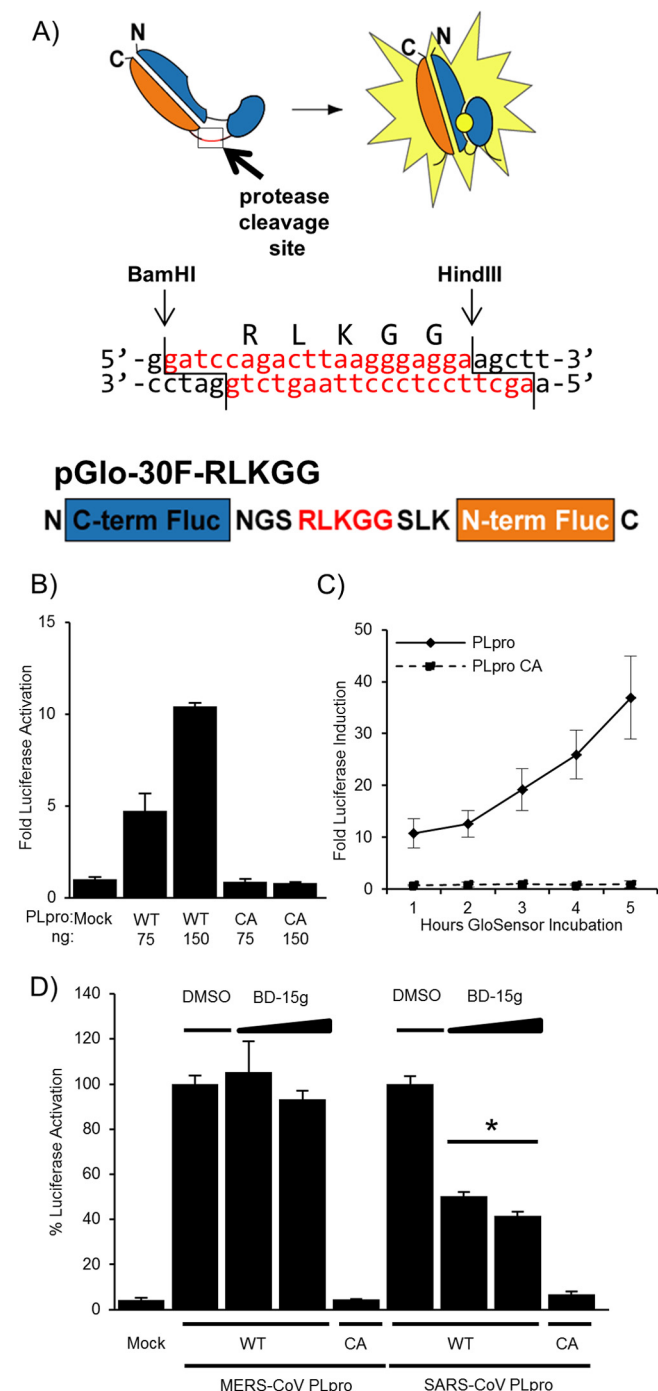 A)
N
C
C
N
protease
cleavage
site
BamHI
HindIII
R L K G G
5’-ggatccagacttaagggaggaagctt-3’
3’-cctaggtctgaattccctccttcgaa-5’
pGlo-30F-RLKGG
N C-term Fluc NGS RLKGG SLK N-term Fluc C
B)
Fold Luciferase Activation
15
10
5
0
PLpro: Mock WT WT CA CA
ng: 75 150 75 150
C)
Fold Luciferase Induction
50
40
30
20
10
0
PLpro
PLpro CA
1 2 3 4 5
Hours GloSensor Incubation
D)
% Luciferase Activation
140
120
100
80
60
40
20
0
DMSO BD-15g DMSO BD-15g
*
Mock WT CA WT CA
MERS-CoV PLpro SARS-CoV PLpro